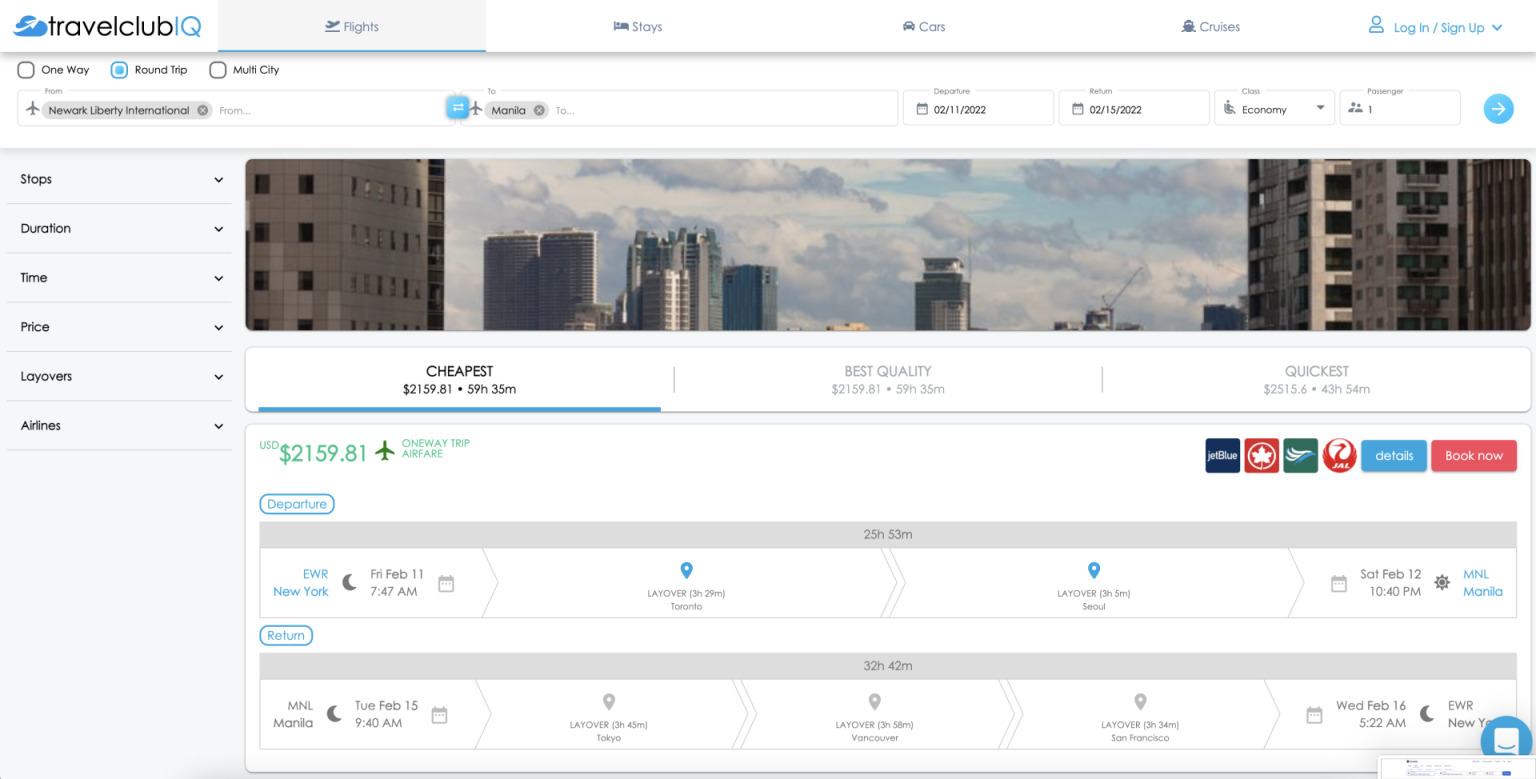 travelclubIQ
Flights
Stays
Cars
Cruises
Log In / Sign Up
One Way
Round Trip
Multi City
From
Newark Liberty International
From...
To
Manila
To...
Departure
02/11/2022
Return
02/15/2022
Class
Economy
Passenger
1
Stops
Duration
Time
Price
Layovers
Airlines
CHEAPEST
$2159.81 • 59h 35m
BEST QUALITY
$2159.81 • 59h 35m
QUICKEST
$2515.6 • 43h 54m
USD $2159.81
ONEWAY TRIP
AIRFARE
jetBlue
JAL
details
Book now
Departure
25h 53m
EWR
New York
Fri Feb 11
7:47 AM
LAYOVER (3h 29m)
Toronto
LAYOVER (3h 5m)
Seoul
Sat Feb 12
10:40 PM
MNL
Manila
Return
32h 42m
MNL
Manila
Tue Feb 15
9:40 AM
LAYOVER (3h 45m)
Tokyo
LAYOVER (3h 58m)
Vancouver
LAYOVER (3h 34m)
San Francisco
Wed Feb 16
5:22 AM
EWR
New Yo